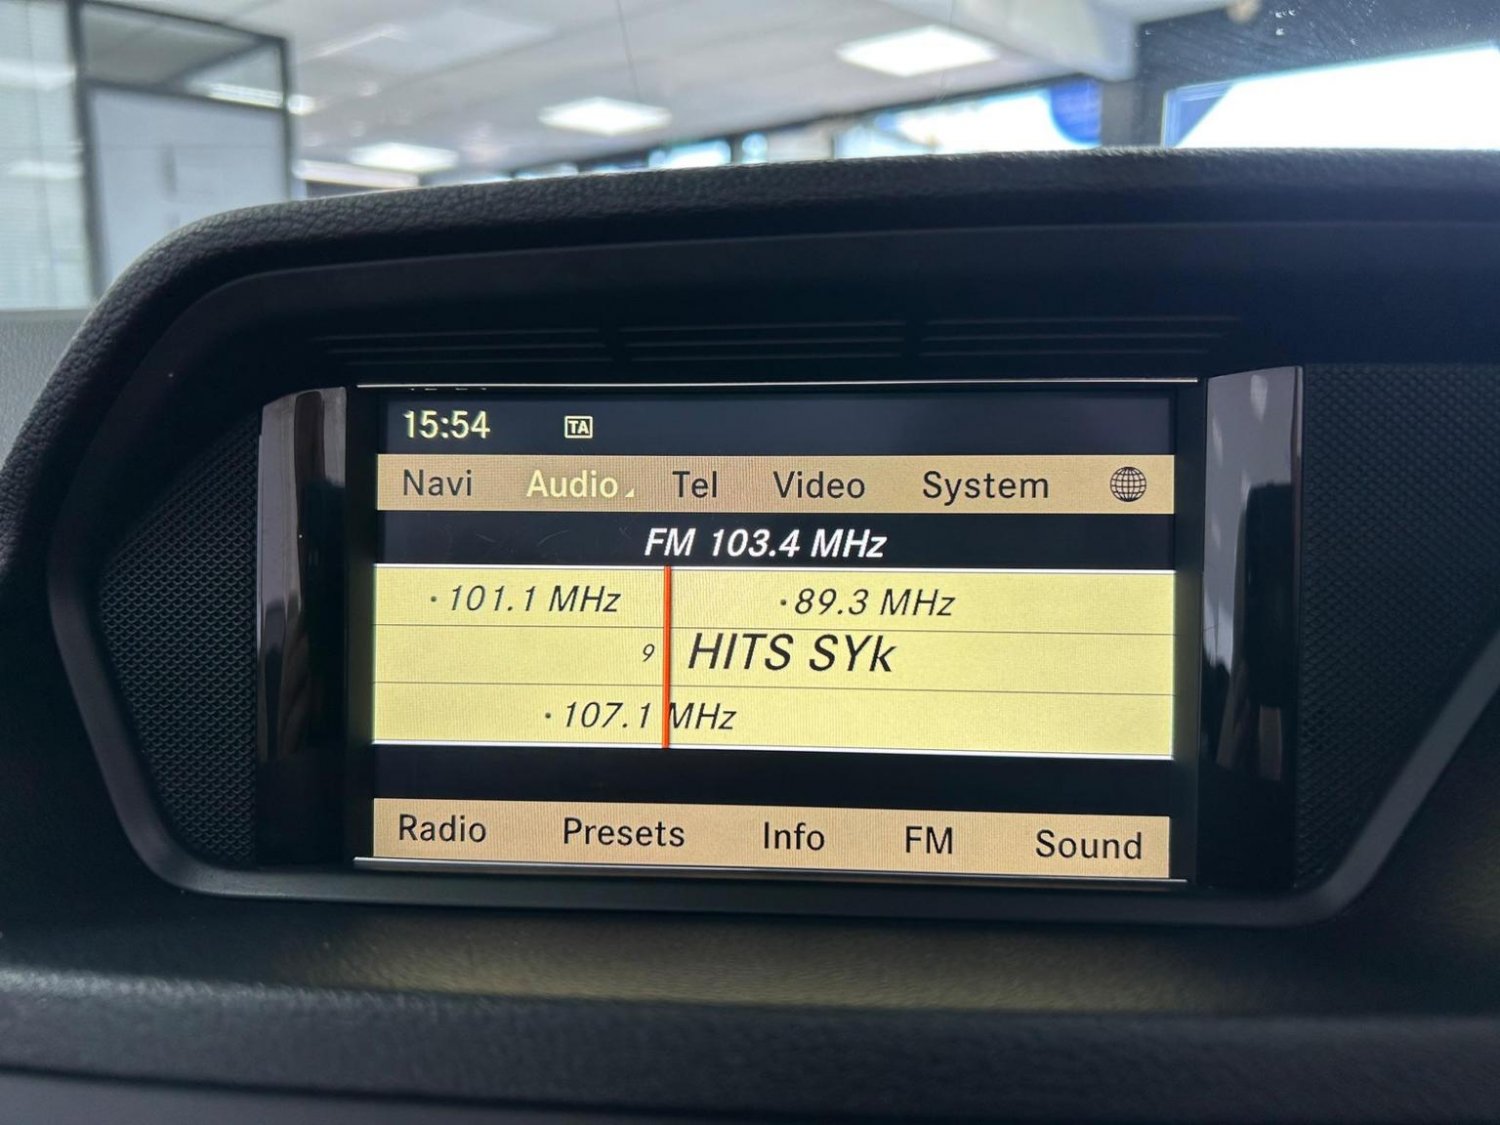 15:54 TA
Navi Audio Tel Video System
FM 103.4 MHz
· 101.1 MHz · 89.3 MHz
9 HITS SYk
· 107.1 MHz
Radio Presets Info FM Sound